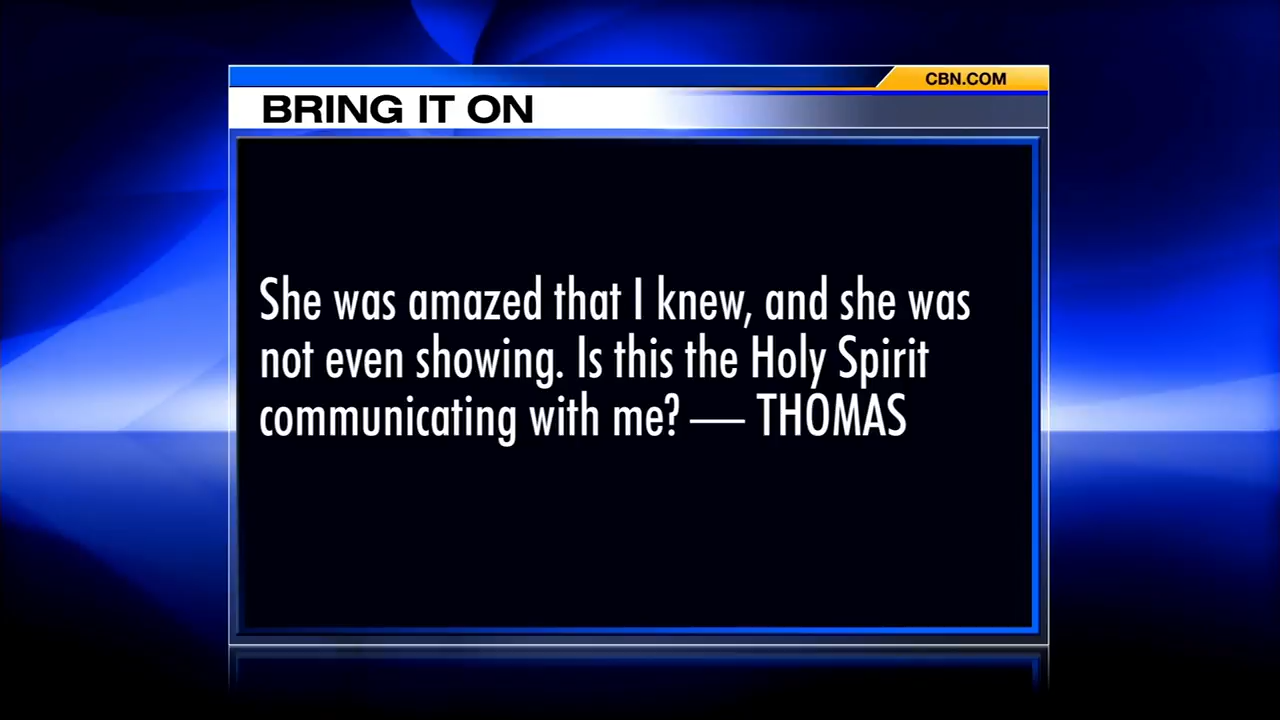 CBN.COM
BRING IT ON
She was amazed that I knew, and she was
not even showing. Is this the Holy Spirit
communicating with me? — THOMAS